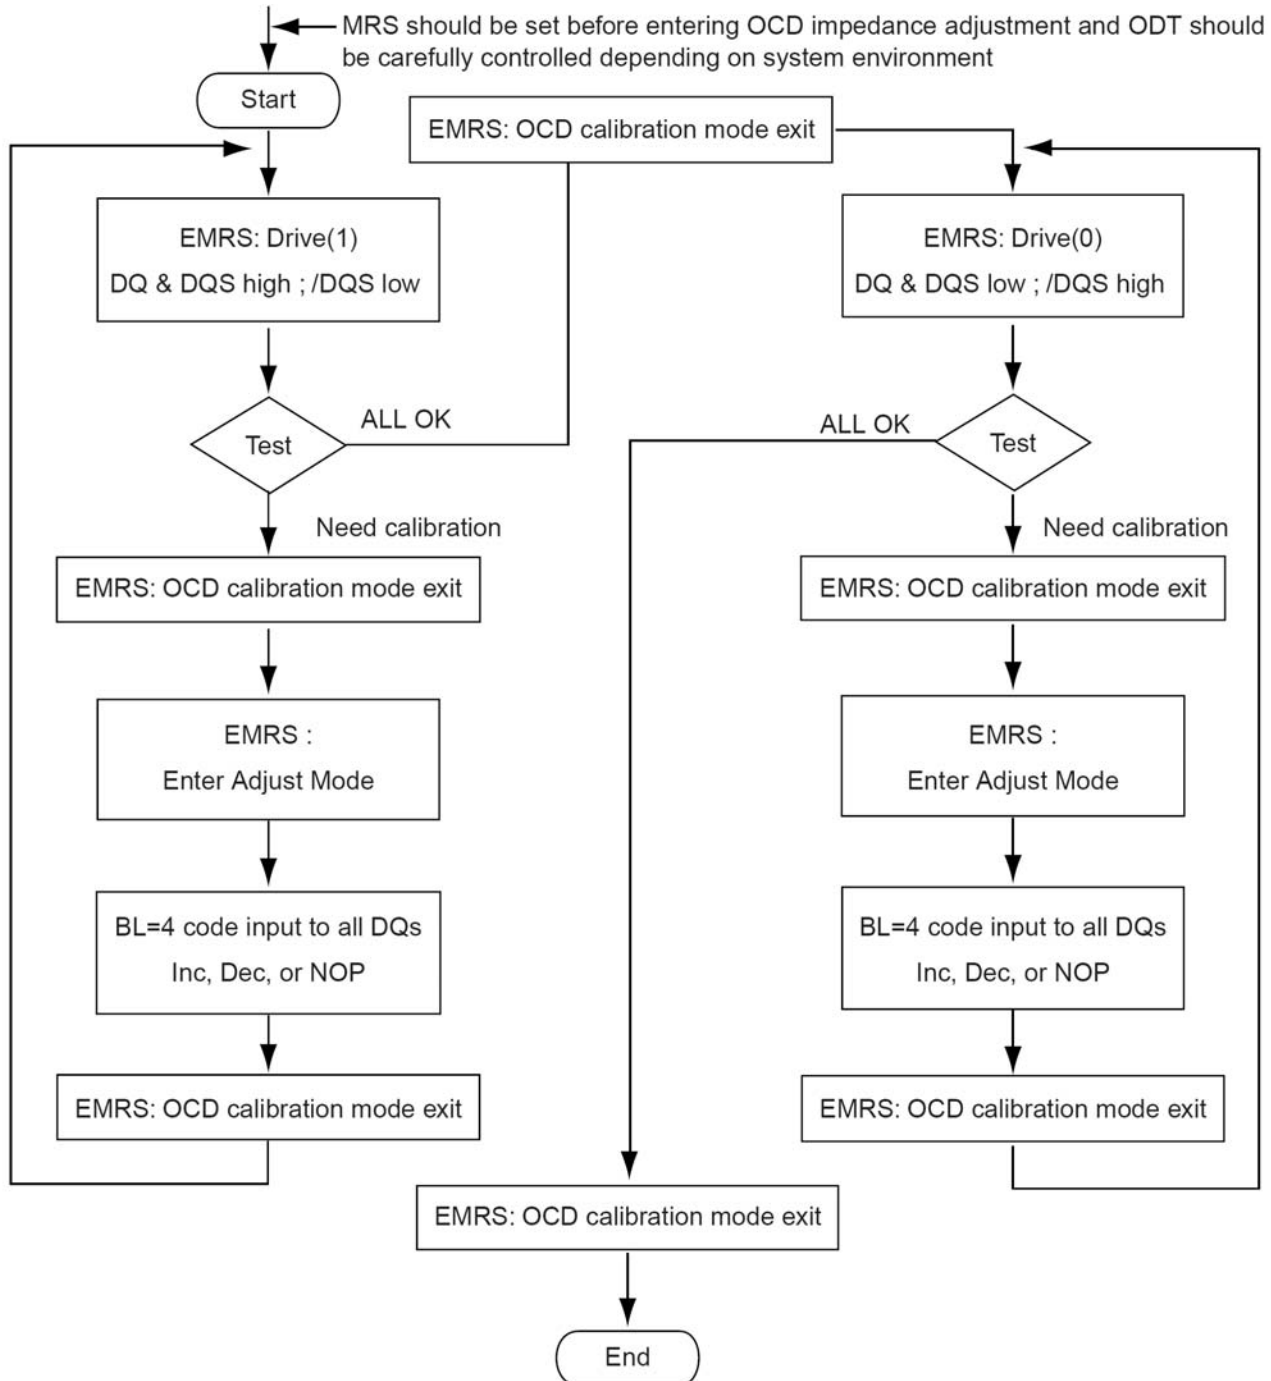 MRS should be set before entering OCD impedance adjustment and ODT should
be carefully controlled depending on system environment
Start
EMRS: OCD calibration mode exit
EMRS: Drive(1)
DQ & DQS high ; /DQS low
EMRS: Drive(0)
DQ & DQS low ; /DQS high
ALL OK
Test
ALL OK
Test
Need calibration
Need calibration
EMRS: OCD calibration mode exit
EMRS: OCD calibration mode exit
EMRS :
Enter Adjust Mode
EMRS :
Enter Adjust Mode
BL=4 code input to all DQs
Inc, Dec, or NOP
BL=4 code input to all DQs
Inc, Dec, or NOP
EMRS: OCD calibration mode exit
EMRS: OCD calibration mode exit
EMRS: OCD calibration mode exit
End